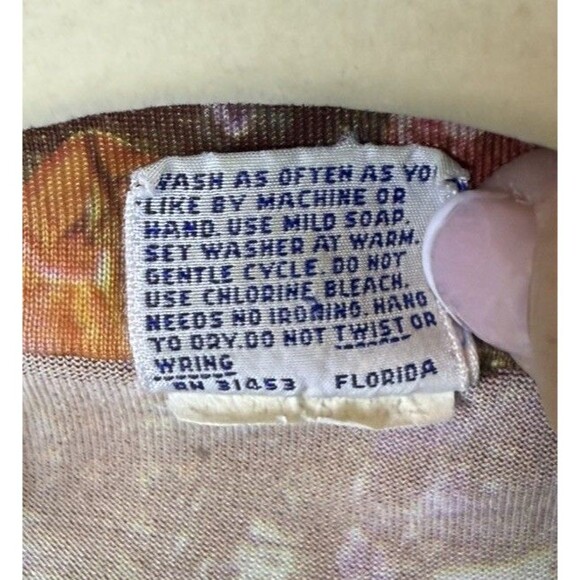 WASH AS OFTEN AS YO
LIKE BY MACHINE OR
HAND. USE MILD SOAP.
SET WASHER AT WARM.
GENTLE CYCLE. DO NOT
USE CHLORINE BLEACH.
NEEDS NO IRONING. HANG
TO DRY. DO NOT TWIST OR
WRING
RN 31453 FLORIDA